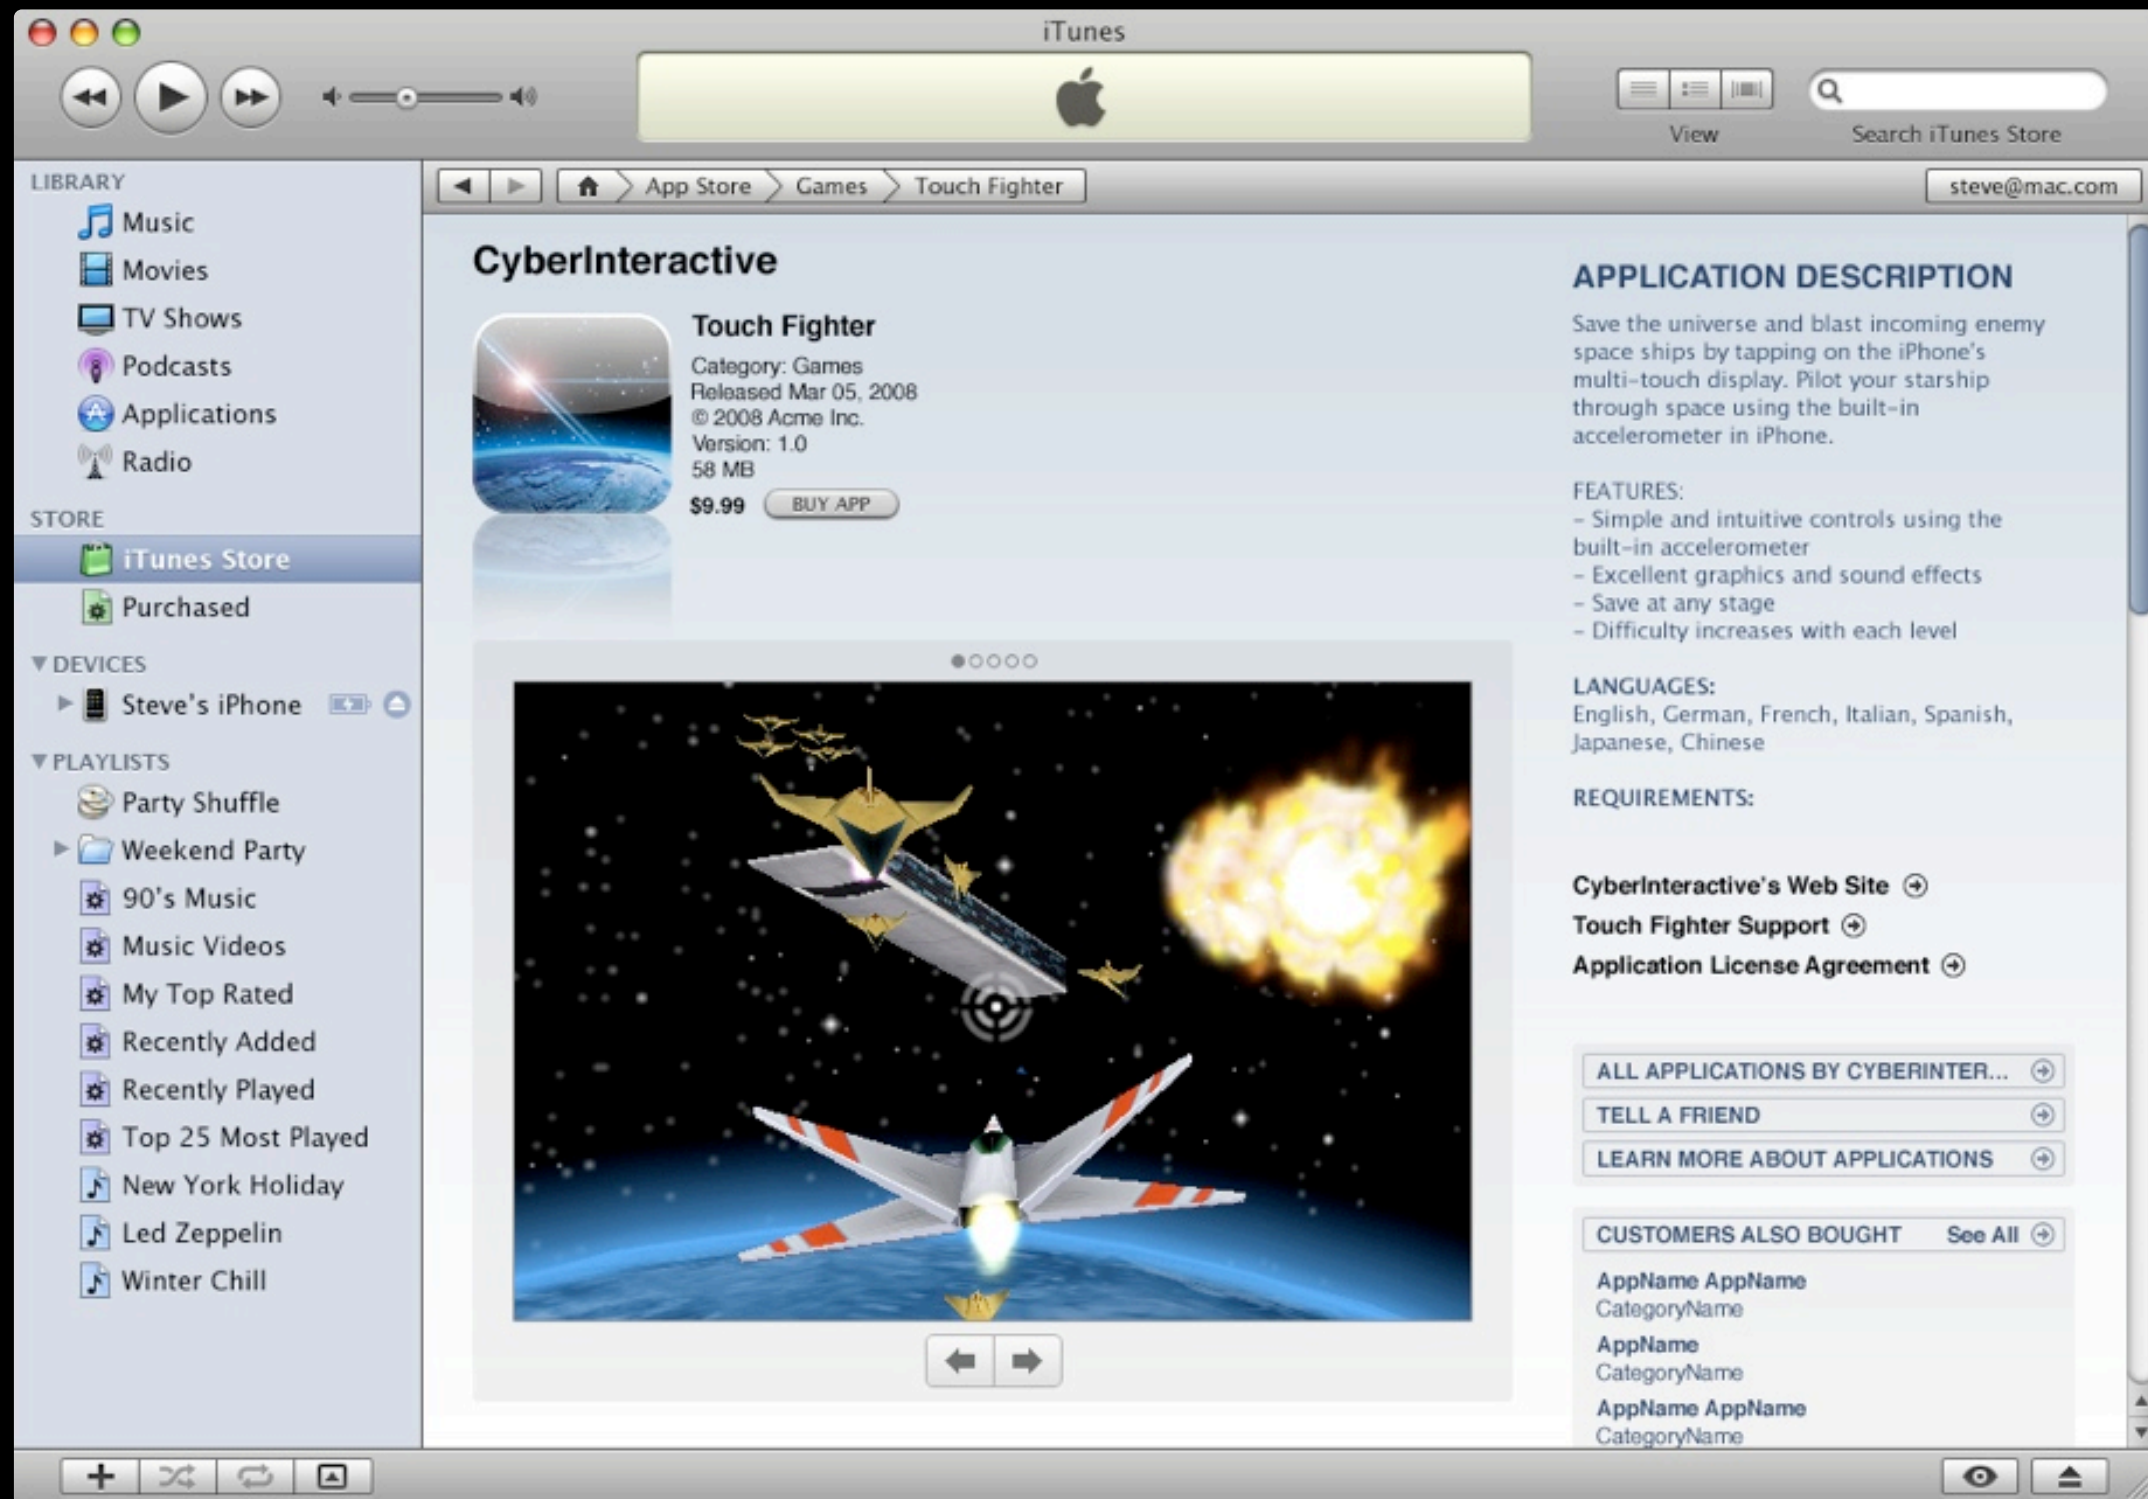 iTunes
View
Search iTunes Store
LIBRARY
Music
Movies
TV Shows
Podcasts
Applications
Radio
STORE
iTunes Store
Purchased
DEVICES
Steve's iPhone
PLAYLISTS
Party Shuffle
Weekend Party
90's Music
Music Videos
My Top Rated
Recently Added
Recently Played
Top 25 Most Played
New York Holiday
Led Zeppelin
Winter Chill
App Store
Games
Touch Fighter
steve@mac.com
CyberInteractive
Touch Fighter
Category: Games
Released Mar 05, 2008
© 2008 Acme Inc.
Version: 1.0
58 MB
$9.99 BUY APP
APPLICATION DESCRIPTION
Save the universe and blast incoming enemy
space ships by tapping on the iPhone's
multi-touch display. Pilot your starship
through space using the built-in
accelerometer in iPhone.
FEATURES:
- Simple and intuitive controls using the
built-in accelerometer
- Excellent graphics and sound effects
- Save at any stage
- Difficulty increases with each level
LANGUAGES:
English, German, French, Italian, Spanish,
Japanese, Chinese
REQUIREMENTS:
CyberInteractive's Web Site
Touch Fighter Support
Application License Agreement
ALL APPLICATIONS BY CYBERINTER...
TELL A FRIEND
LEARN MORE ABOUT APPLICATIONS
CUSTOMERS ALSO BOUGHT See All
AppName AppName
CategoryName
AppName
CategoryName
AppName AppName
CategoryName